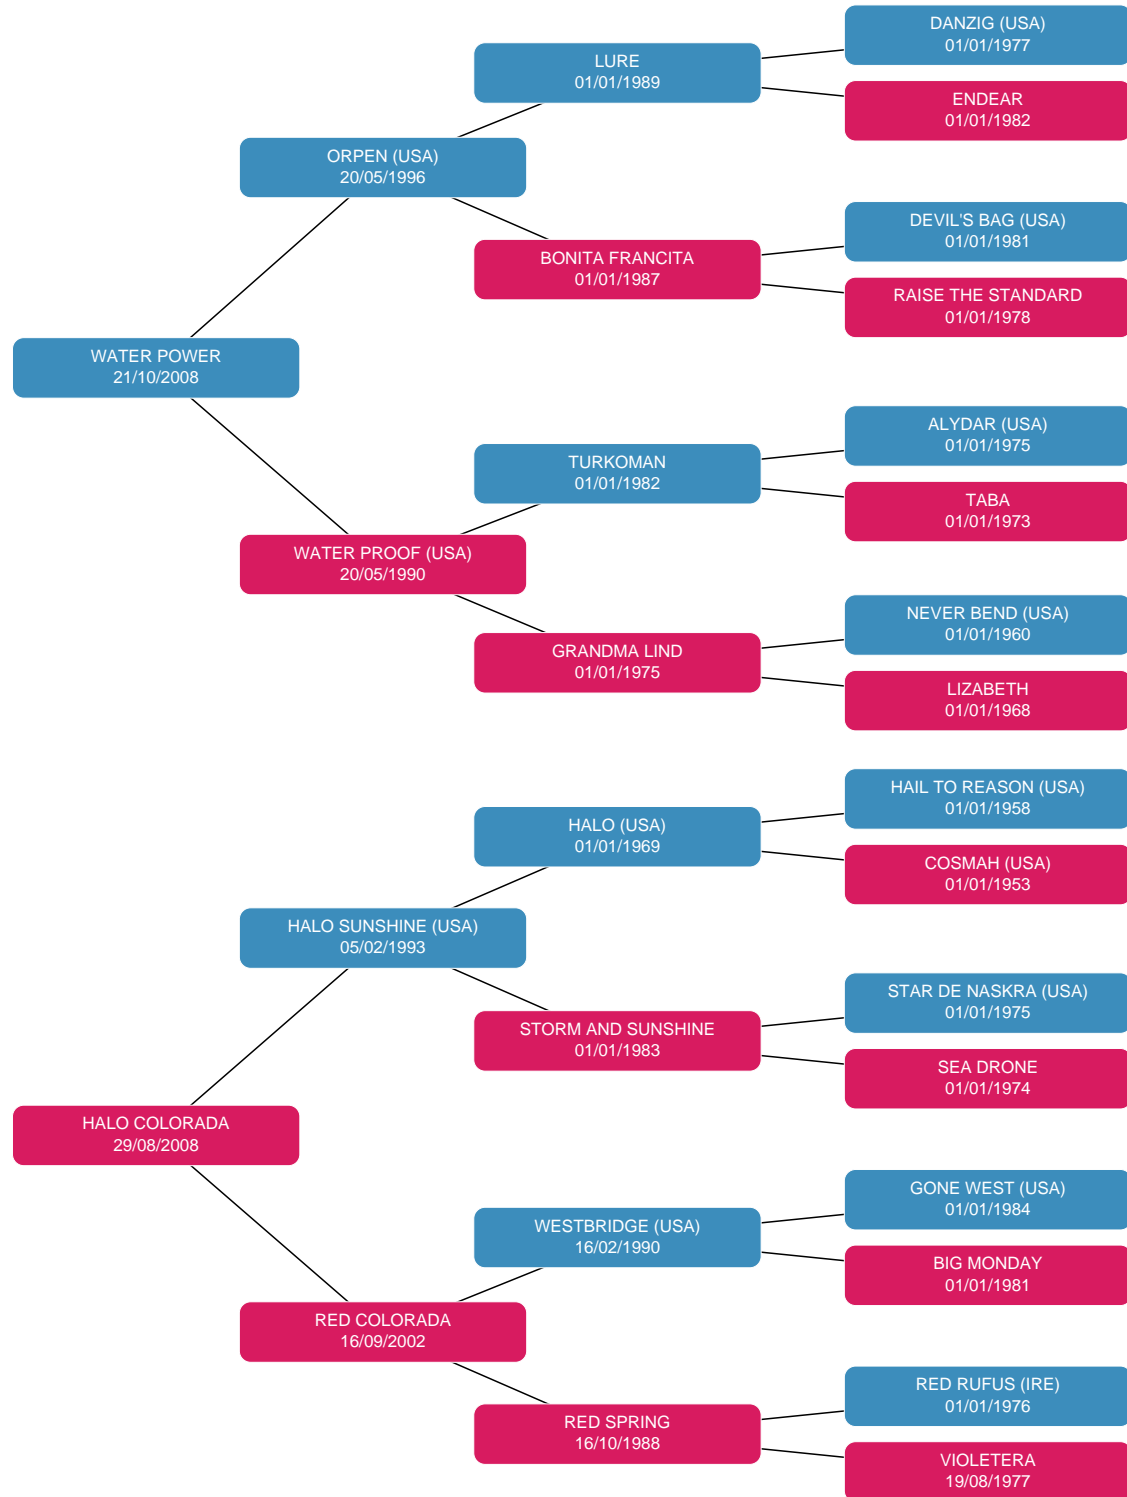 DANZIG (USA)
01/01/1977
LURE
01/01/1989
ENDEAR
01/01/1982
ORPEN (USA)
20/05/1996
DEVIL'S BAG (USA)
01/01/1981
BONITA FRANCITA
01/01/1987
RAISE THE STANDARD
01/01/1978
WATER POWER
21/10/2008
ALYDAR (USA)
01/01/1975
TURKOMAN
01/01/1982
TABA
01/01/1973
WATER PROOF (USA)
20/05/1990
NEVER BEND (USA)
01/01/1960
GRANDMA LIND
01/01/1975
LIZABETH
01/01/1968
HAIL TO REASON (USA)
01/01/1958
HALO (USA)
01/01/1969
COSMAH (USA)
01/01/1953
HALO SUNSHINE (USA)
05/02/1993
STAR DE NASKRA (USA)
01/01/1975
STORM AND SUNSHINE
01/01/1983
SEA DRONE
01/01/1974
HALO COLORADA
29/08/2008
GONE WEST (USA)
01/01/1984
WESTBRIDGE (USA)
16/02/1990
BIG MONDAY
01/01/1981
RED COLORADA
16/09/2002
RED RUFUS (IRE)
01/01/1976
RED SPRING
16/10/1988
VIOLETERA
19/08/1977